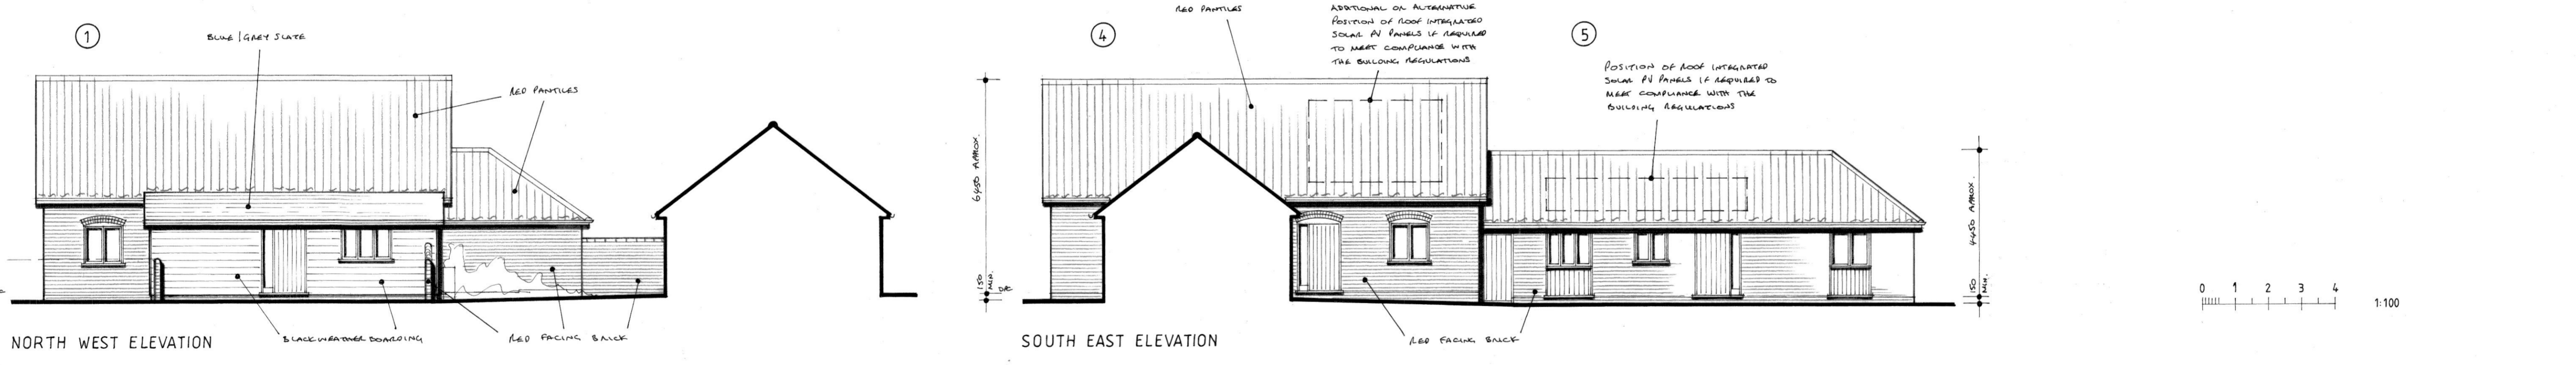 1
BLUE/GREY SLATE
RED PANTILES
BLACK WEATHER BOARDING
RED FACING BRICK
NORTH WEST ELEVATION
4
RED PANTILES
ADDITIONAL OR ALTERNATIVE
POSITION OF ROOF INTEGRATED
SOLAR PV PANELS IF REQUIRED
TO MEET COMPLIANCE WITH
THE BUILDING REGULATIONS
5
POSITION OF ROOF INTEGRATED
SOLAR PV PANELS IF REQUIRED TO
MEET COMPLIANCE WITH THE
BUILDING REGULATIONS
6450 APPROX.
150
MIN.
DPC
4450 APPROX.
150
MIN.
RED FACING BRICK
SOUTH EAST ELEVATION
0 1 2 3 4
1:100